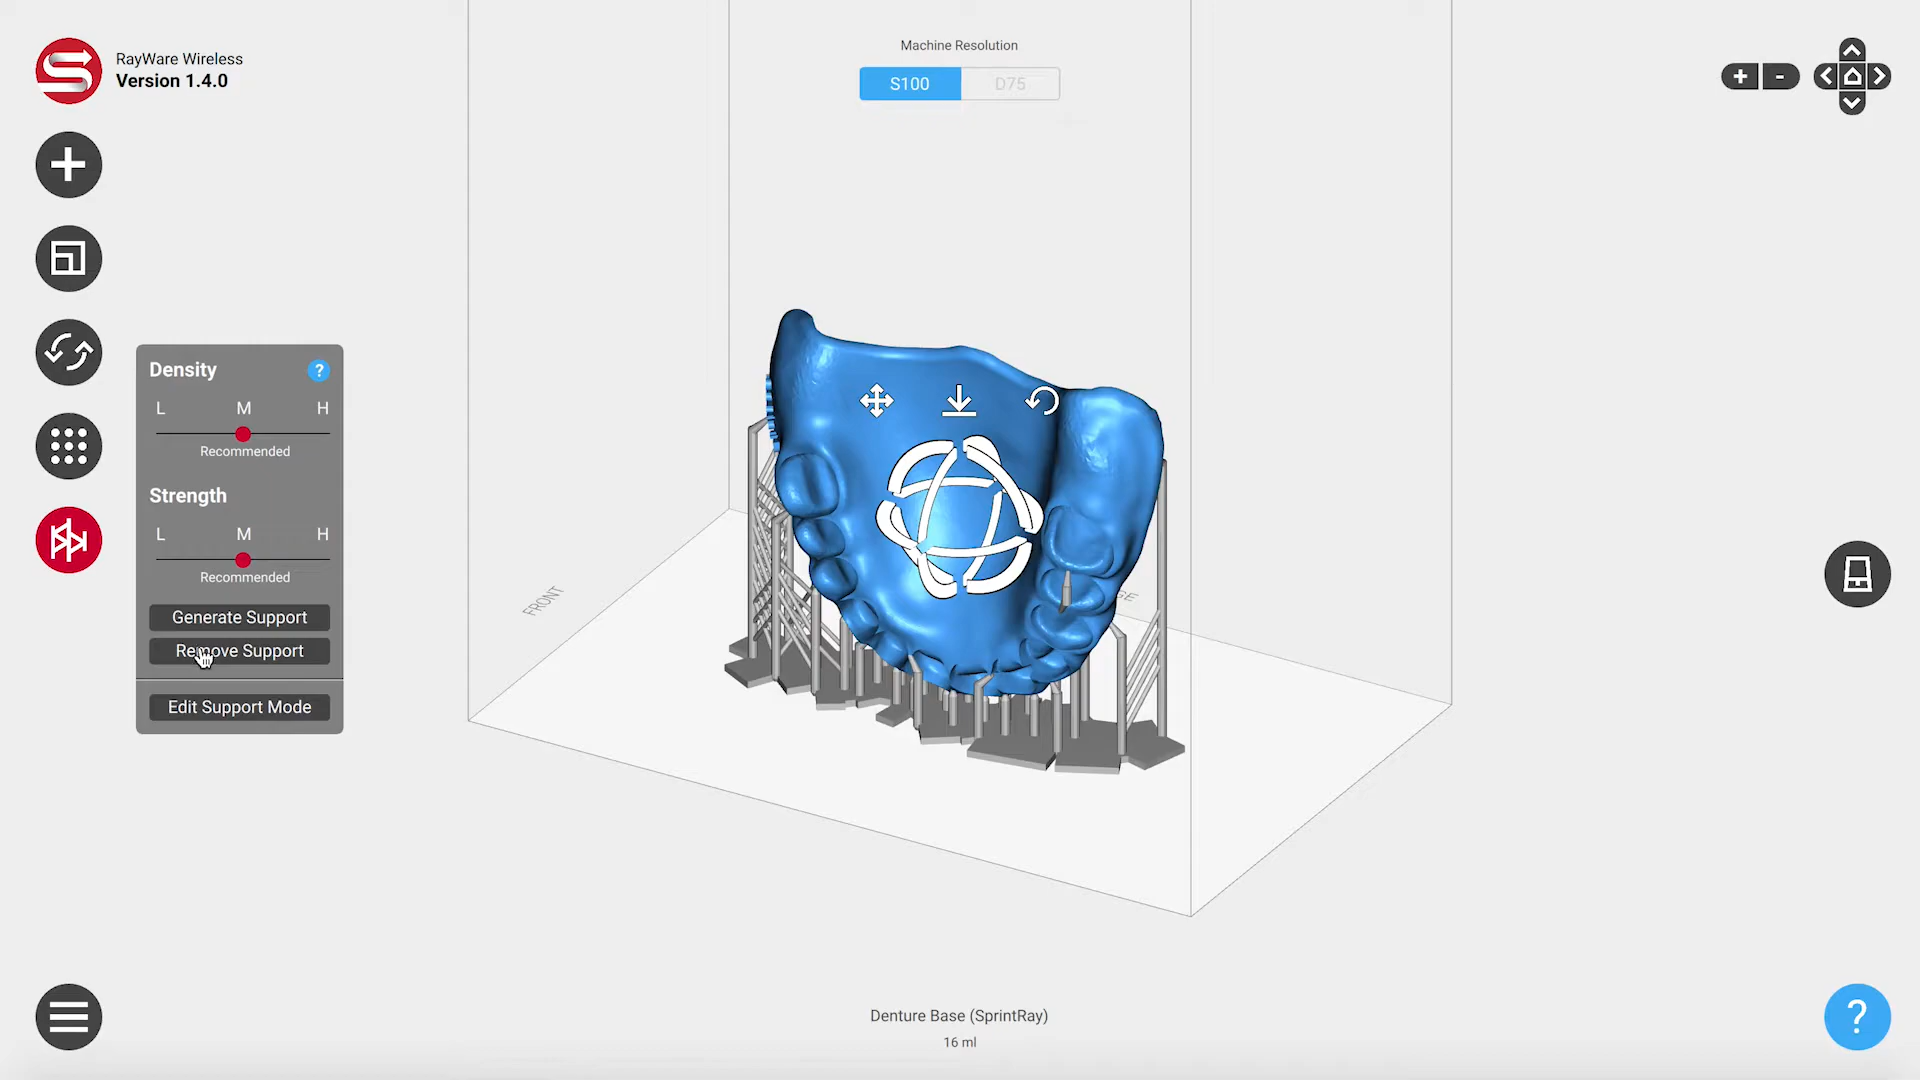 RayWare Wireless
Version 1.4.0
Machine Resolution
S100
D75
+
-
Density
?
L M H
Recommended
Strength
L M H
Recommended
Generate Support
Remove Support
Edit Support Mode
FRONT
Denture Base (SprintRay)
16 ml
?